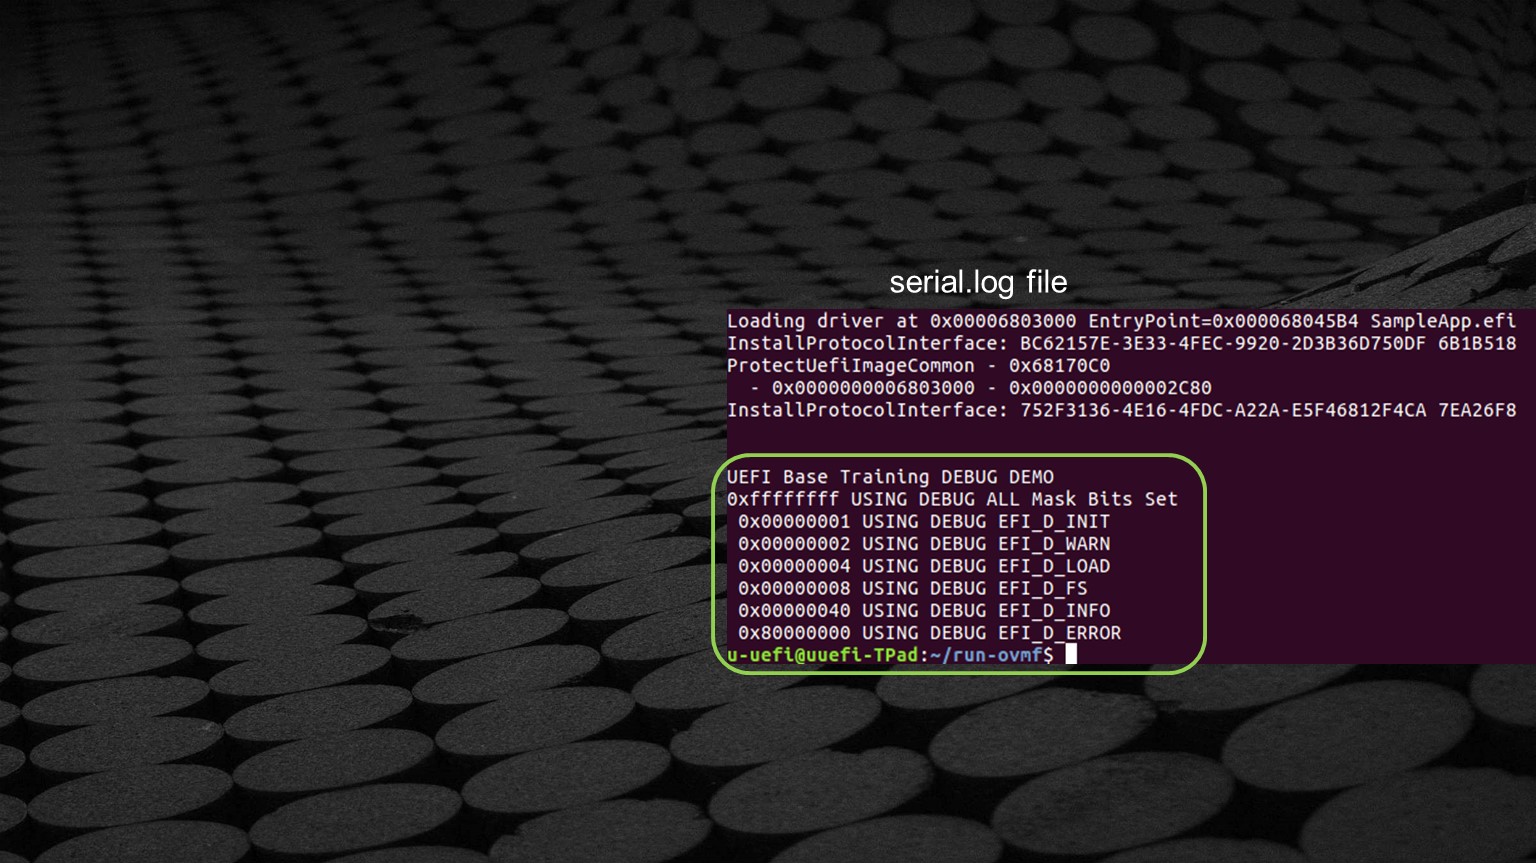 serial.log file
Loading driver at 0x00006803000 EntryPoint=0x000068045B4 SampleApp.efi
InstallProtocolInterface: BC62157E-3E33-4FEC-9920-2D3B36D750DF 6B1B518
ProtectUefiImageCommon - 0x68170C0
  - 0x0000000006803000 - 0x0000000000002C80
InstallProtocolInterface: 752F3136-4E16-4FDC-A22A-E5F46812F4CA 7EA26F8
UEFI Base Training DEBUG DEMO
0xffffffff USING DEBUG ALL Mask Bits Set
 0x00000001 USING DEBUG EFI_D_INIT
 0x00000002 USING DEBUG EFI_D_WARN
 0x00000004 USING DEBUG EFI_D_LOAD
 0x00000008 USING DEBUG EFI_D_FS
 0x00000040 USING DEBUG EFI_D_INFO
 0x80000000 USING DEBUG EFI_D_ERROR
u-uefi@uuefi-TPad:~/run-ovmf$